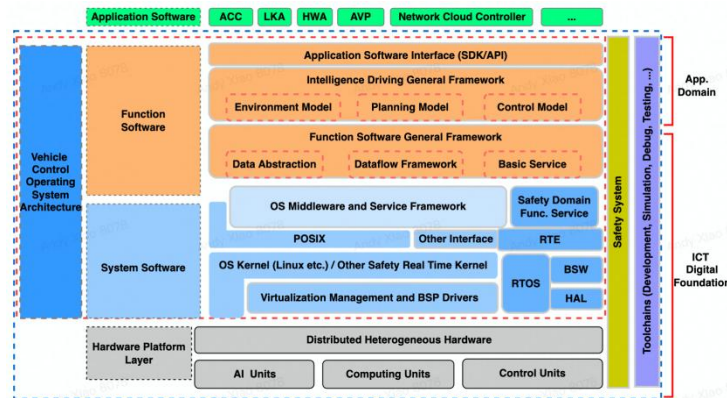 Application Software
ACC
LKA
HWA
AVP
Network Cloud Controller
...
Vehicle
Control
Operating
System
Architecture
Function
Software
Application Software Interface (SDK/API)
Intelligence Driving General Framework
Environment Model
Planning Model
Control Model
Function Software General Framework
Data Abstraction
Dataflow Framework
Basic Service
System Software
OS Middleware and Service Framework
Safety Domain
Func. Service
POSIX
Other Interface
RTE
OS Kernel (Linux etc.) / Other Safety Real Time Kernel
Virtualization Management and BSP Drivers
RTOS
BSW
HAL
Hardware Platform
Layer
Distributed Heterogeneous Hardware
AI Units
Computing Units
Control Units
Safety System
Toolchains (Development, Simulation, Debug, Testing, ...)
App.
Domain
ICT
Digital
Foundation